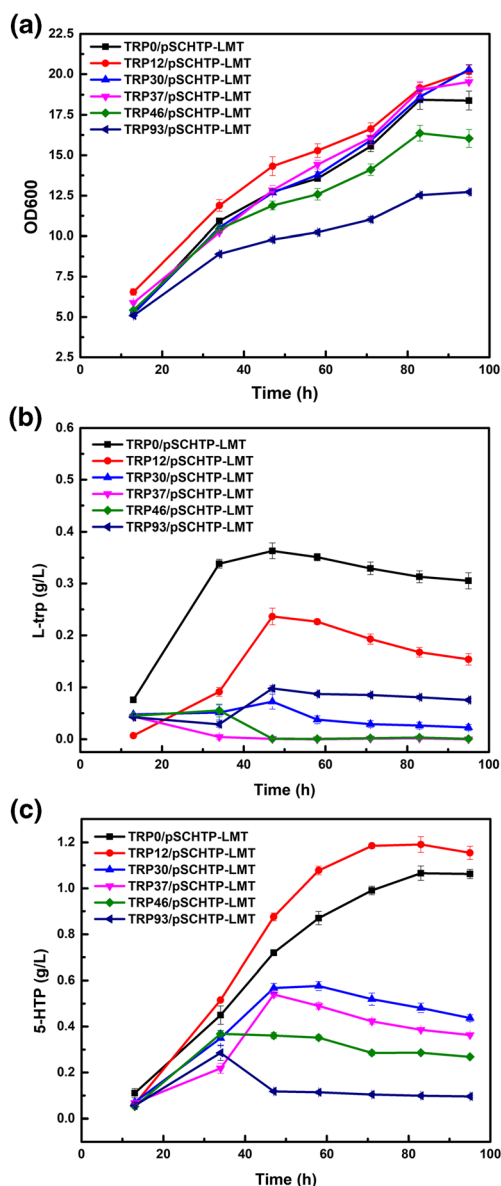 (a)
22.5
20.0
17.5
15.0
12.5
10.0
7.5
5.0
2.5
OD600
TRP0/pSCHTP-LMT
TRP12/pSCHTP-LMT
TRP30/pSCHTP-LMT
TRP37/pSCHTP-LMT
TRP46/pSCHTP-LMT
TRP93/pSCHTP-LMT
0 20 40 60 80 100
Time (h)
(b)
0.6
0.5
0.4
0.3
0.2
0.1
0.0
L-trp (g/L)
TRP0/pSCHTP-LMT
TRP12/pSCHTP-LMT
TRP30/pSCHTP-LMT
TRP37/pSCHTP-LMT
TRP46/pSCHTP-LMT
TRP93/pSCHTP-LMT
0 20 40 60 80 100
Time (h)
(c)
1.2
1.0
0.8
0.6
0.4
0.2
0.0
5-HTP (g/L)
TRP0/pSCHTP-LMT
TRP12/pSCHTP-LMT
TRP30/pSCHTP-LMT
TRP37/pSCHTP-LMT
TRP46/pSCHTP-LMT
TRP93/pSCHTP-LMT
0 20 40 60 80 100
Time (h)